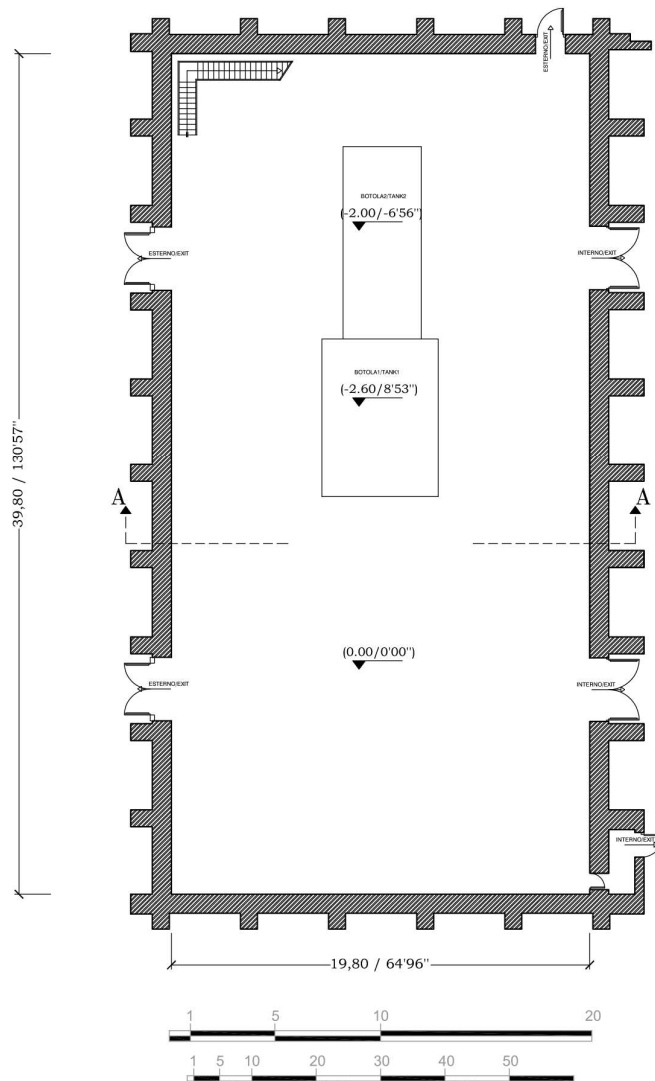 ESTERNO/EXIT
BOTOLA2/TANK2
(-2.00/-6'56'')
ESTERNO/EXIT
INTERNO/EXIT
BOTOLA1/TANK1
(-2.60/8'53'')
39,80 / 130'57''
A
A
(0.00/0'00'')
ESTERNO/EXIT
INTERNO/EXIT
INTERNO/EXIT
19,80 / 64'96''
1 5 10 20
1 5 10 20 30 40 50